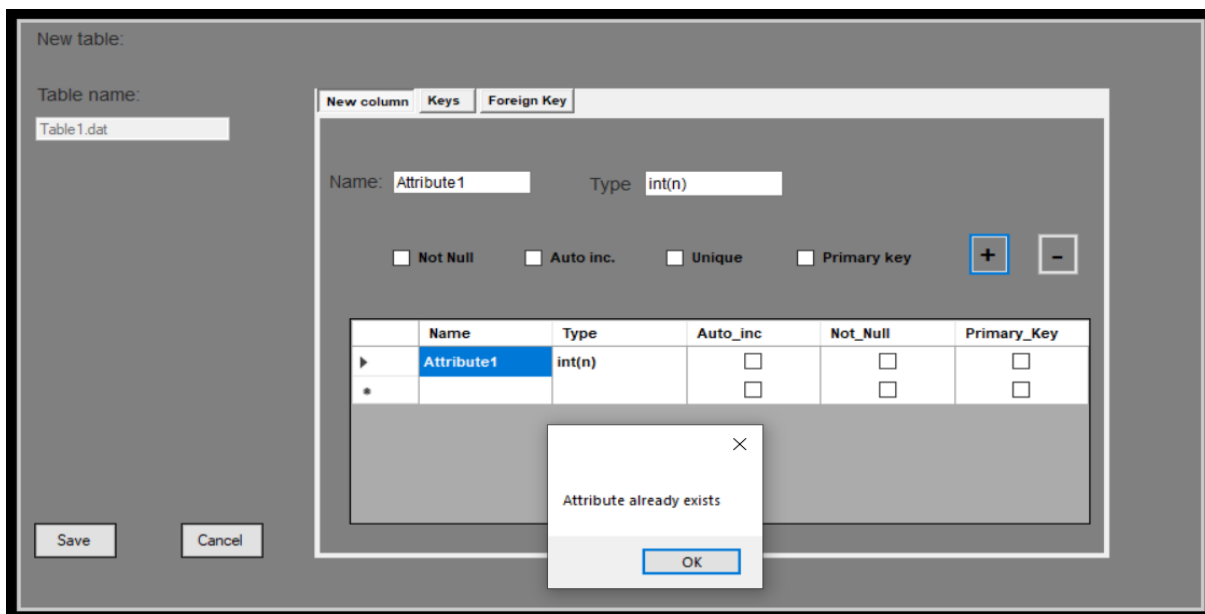 New table:
Table name:
Table1.dat
New column Keys Foreign Key
Name: Attribute1 Type int(n)
Not Null Auto inc. Unique Primary key + -
Name Type Auto_inc Not_Null Primary_Key
Attribute1 int(n)
Attribute already exists
OK
Save Cancel